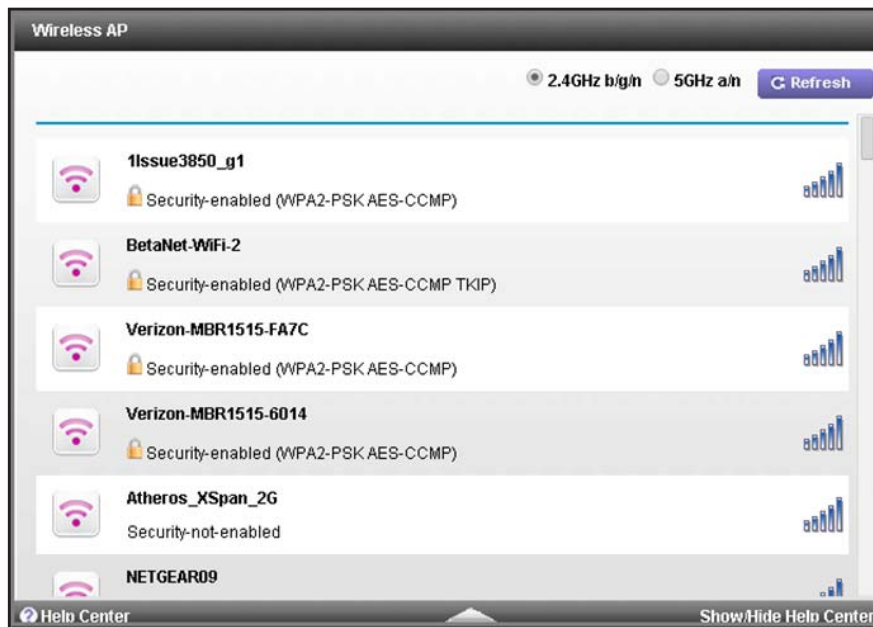 Wireless AP
2.4GHz b/g/n 5GHz a/n Refresh
1Issue3850_g1
Security-enabled (WPA2-PSK AES-CCMP)
BetaNet-WiFi-2
Security-enabled (WPA2-PSK AES-CCMP TKIP)
Verizon-MBR1515-FA7C
Security-enabled (WPA2-PSK AES-CCMP)
Verizon-MBR1515-6014
Security-enabled (WPA2-PSK AES-CCMP)
Atheros_XSpan_2G
Security-not-enabled
NETGEAR09
Help Center Show/Hide Help Center